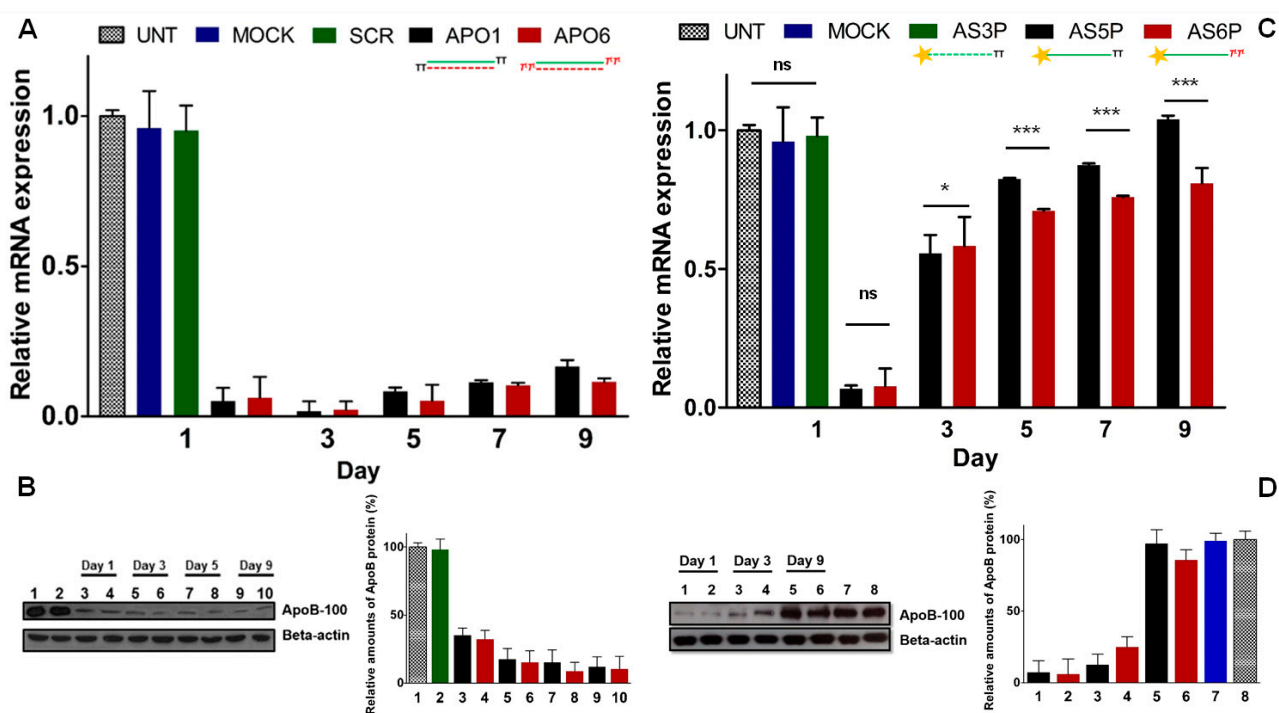 A
UNT MOCK SCR APO1 APO6
TT TT TᶠTᶠ TᶠTᶠ
Relative mRNA expression
1.0
0.5
0.0
1 3 5 7 9
Day
C
UNT MOCK AS3P AS5P AS6P
TT TT TᶠTᶠ
Relative mRNA expression
1.0
0.5
0.0
ns
ns
*
***
***
***
1 3 5 7 9
Day
B
Day 1 Day 3 Day 5 Day 9
1 2 3 4 5 6 7 8 9 10
ApoB-100
Beta-actin
Relative amounts of ApoB protein (%)
100
50
0
1 2 3 4 5 6 7 8 9 10
D
Day 1 Day 3 Day 9
1 2 3 4 5 6 7 8
ApoB-100
Beta-actin
Relative amounts of ApoB protein (%)
100
50
0
1 2 3 4 5 6 7 8